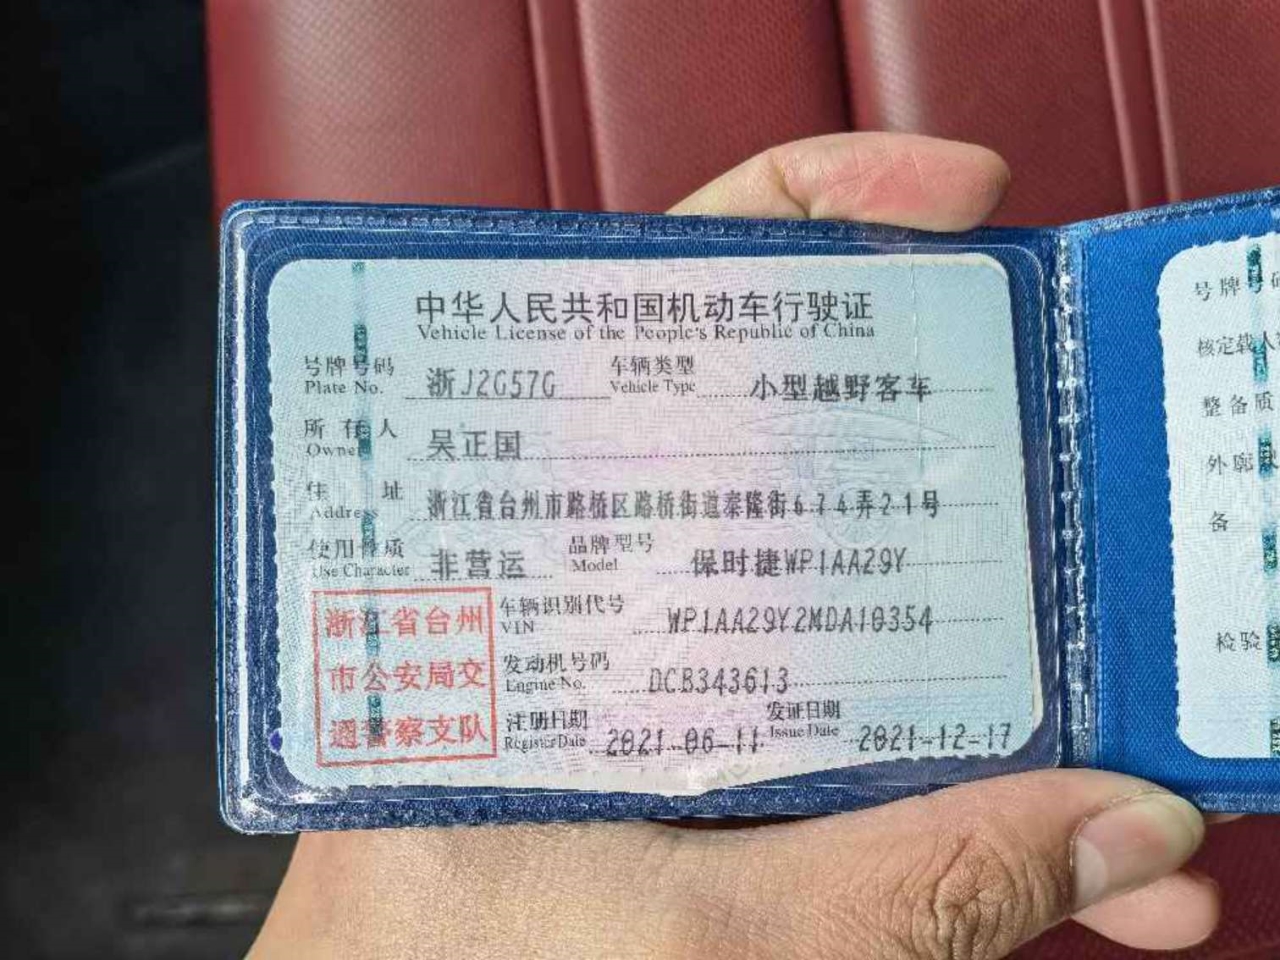 中华人民共和国机动车行驶证
Vehicle License of the People's Republic of China
号牌号码 浙J2G57G 车辆类型 小型越野客车
Plate No. Vehicle Type
所有人 吴正国
Owner
住址 浙江省台州市路桥区路桥街道泰隆街674弄21号
Address
使用性质 非营运 品牌型号 保时捷WP1AA29Y
Use Character Model
浙江省台州 车辆识别代号 WP1AA29Y2MDA10354
VIN
市公安局交 发动机号码 DCB343613
Engine No.
通警察支队 注册日期 2021-06-11 发证日期 2021-12-17
Register Date Issue Date
号牌号码
核定载人
整备质
外廓
备
检验